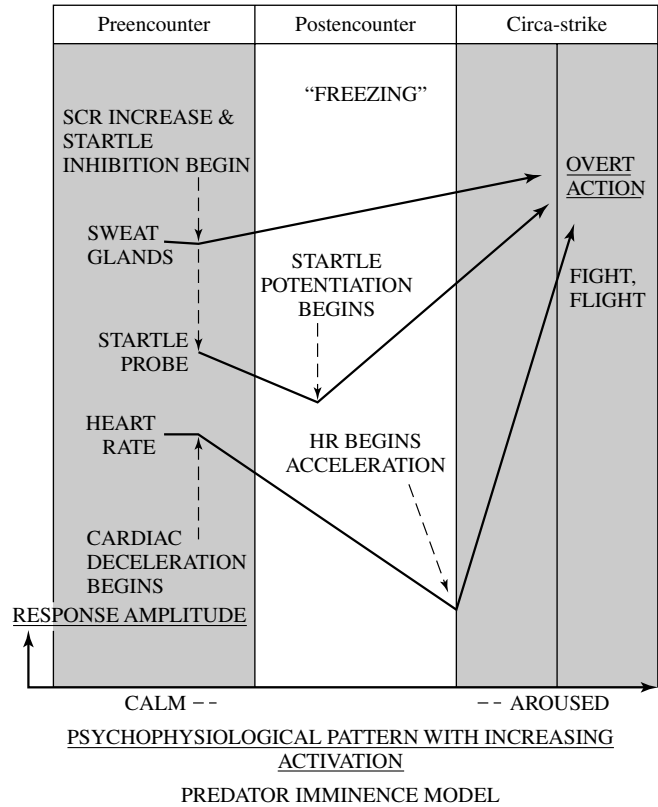 Preencounter
Postencounter
Circa-strike
“FREEZING”
SCR INCREASE &
STARTLE
INHIBITION BEGIN
OVERT
ACTION
SWEAT
GLANDS
STARTLE
POTENTIATION
BEGINS
FIGHT,
FLIGHT
STARTLE
PROBE
HEART
RATE
HR BEGINS
ACCELERATION
CARDIAC
DECELERATION
BEGINS
RESPONSE AMPLITUDE
CALM --
-- AROUSED
PSYCHOPHYSIOLOGICAL PATTERN WITH INCREASING
ACTIVATION
PREDATOR IMMINENCE MODEL